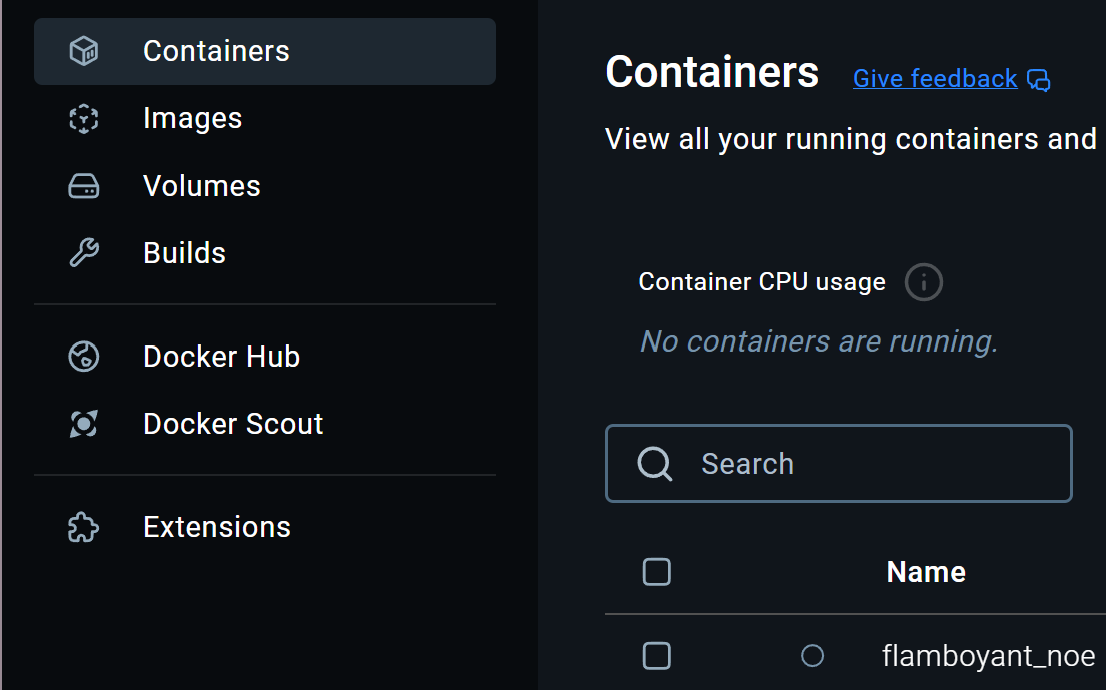 Containers
Images
Volumes
Builds
Docker Hub
Docker Scout
Extensions
Containers Give feedback
View all your running containers and
Container CPU usage
No containers are running.
Search
Name
flamboyant_noe